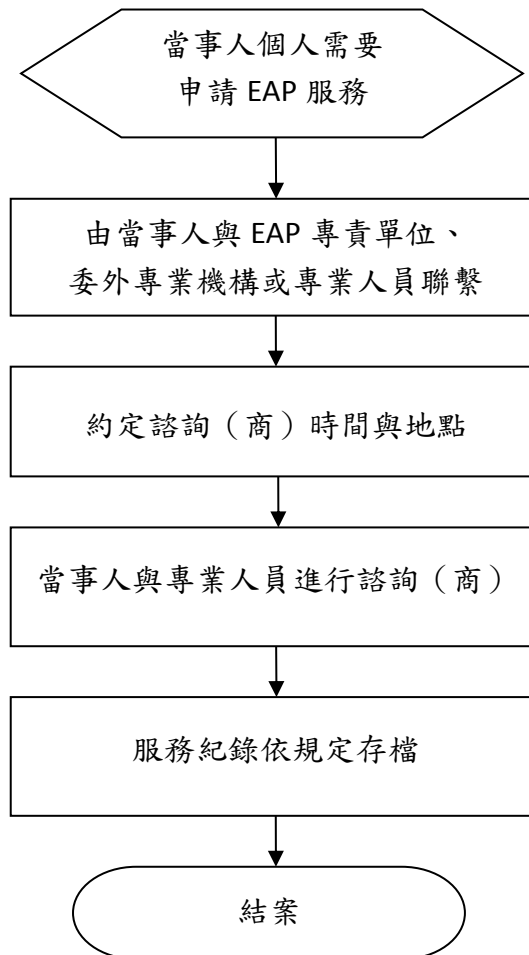 當事人個人需要
申請 EAP 服務
由當事人與 EAP 專責單位、
委外專業機構或專業人員聯繫
約定諮詢（商）時間與地點
當事人與專業人員進行諮詢（商）
服務紀錄依規定存檔
結案